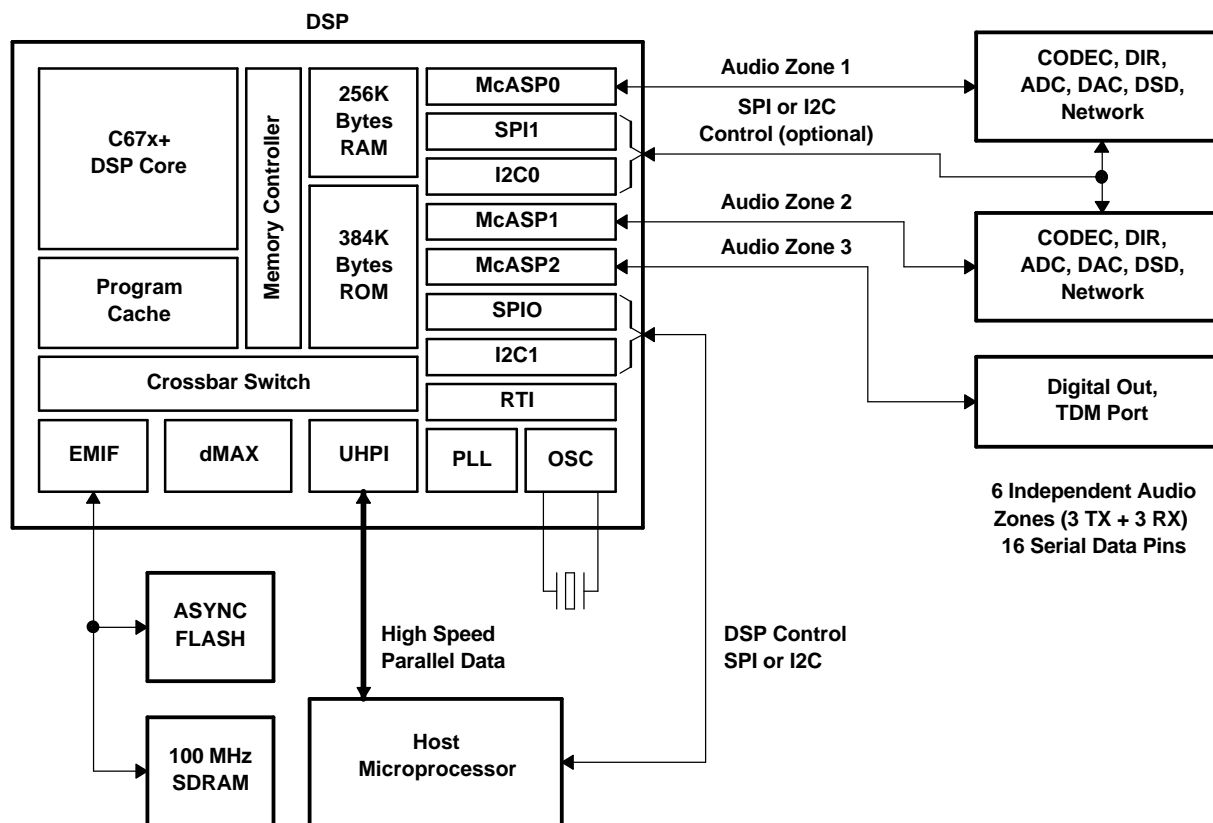 DSP
C67x+
DSP Core
Program
Cache
Memory Controller
256K
Bytes
RAM
384K
Bytes
ROM
McASP0
SPI1
I2C0
McASP1
McASP2
SPIO
I2C1
RTI
Crossbar Switch
EMIF
dMAX
UHPI
PLL
OSC
Audio Zone 1
SPI or I2C
Control (optional)
Audio Zone 2
Audio Zone 3
CODEC, DIR,
ADC, DAC, DSD,
Network
CODEC, DIR,
ADC, DAC, DSD,
Network
Digital Out,
TDM Port
6 Independent Audio
Zones (3 TX + 3 RX)
16 Serial Data Pins
ASYNC
FLASH
100 MHz
SDRAM
High Speed
Parallel Data
Host
Microprocessor
DSP Control
SPI or I2C